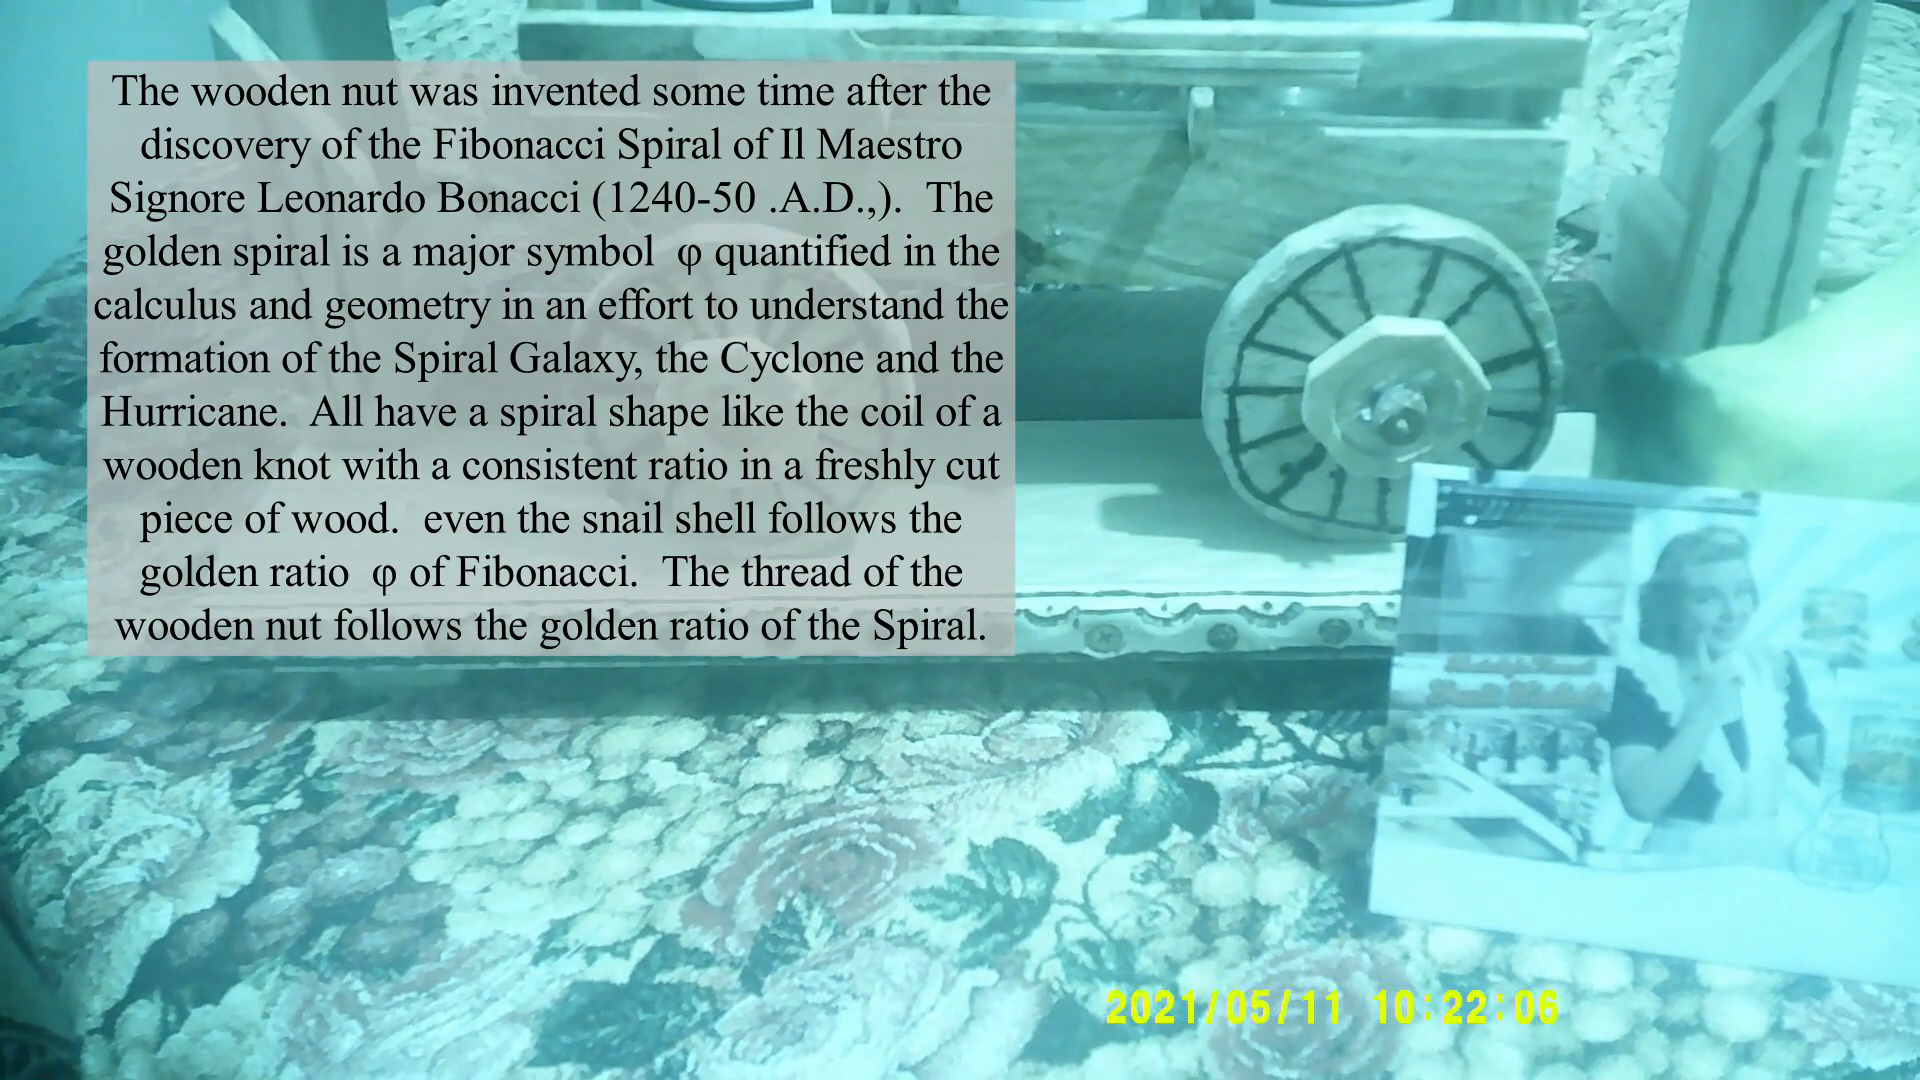 The wooden nut was invented some time after the
discovery of the Fibonacci Spiral of Il Maestro
Signore Leonardo Bonacci (1240-50 .A.D.,).  The
golden spiral is a major symbol  φ quantified in the
calculus and geometry in an effort to understand the
formation of the Spiral Galaxy, the Cyclone and the
Hurricane.  All have a spiral shape like the coil of a
wooden knot with a consistent ratio in a freshly cut
piece of wood.  even the snail shell follows the
golden ratio  φ of Fibonacci.  The thread of the
wooden nut follows the golden ratio of the Spiral.
2021/05/11 10:22:06